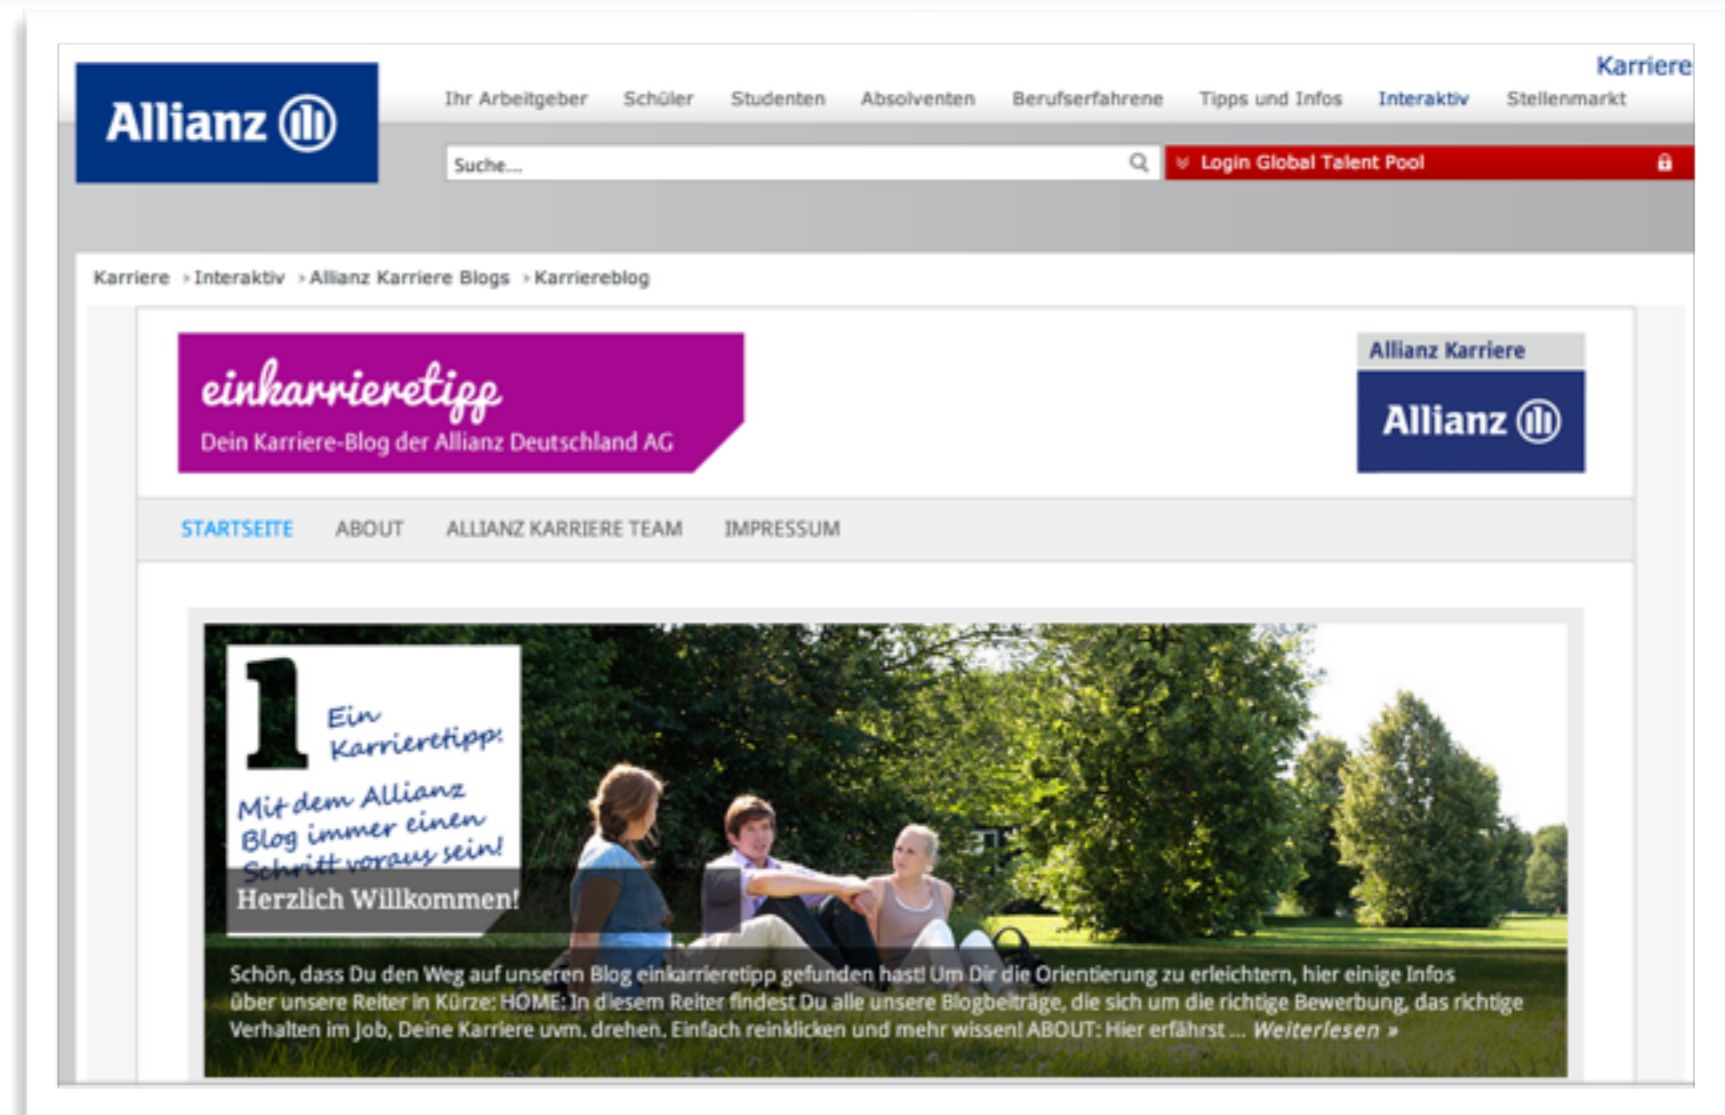 Karriere
Allianz
Ihr Arbeitgeber Schüler Studenten Absolventen Berufserfahrene Tipps und Infos Interaktiv Stellenmarkt
Suche....
Login Global Talent Pool
Karriere › Interaktiv › Allianz Karriere Blogs › Karriereblog
einkarrieretipp
Dein Karriere-Blog der Allianz Deutschland AG
Allianz Karriere
Allianz
STARTSEITE ABOUT ALLIANZ KARRIERE TEAM IMPRESSUM
1
Ein
Karrieretipp:
Mit dem Allianz
Blog immer einen
Schritt voraus sein!
Herzlich Willkommen!
Schön, dass Du den Weg auf unseren Blog einkarrieretipp gefunden hast! Um Dir die Orientierung zu erleichtern, hier einige Infos
über unsere Reiter in Kürze: HOME: In diesem Reiter findest Du alle unsere Blogbeiträge, die sich um die richtige Bewerbung, das richtige
Verhalten im Job, Deine Karriere uvm. drehen. Einfach reinklicken und mehr wissen! ABOUT: Hier erfährst ... Weiterlesen »